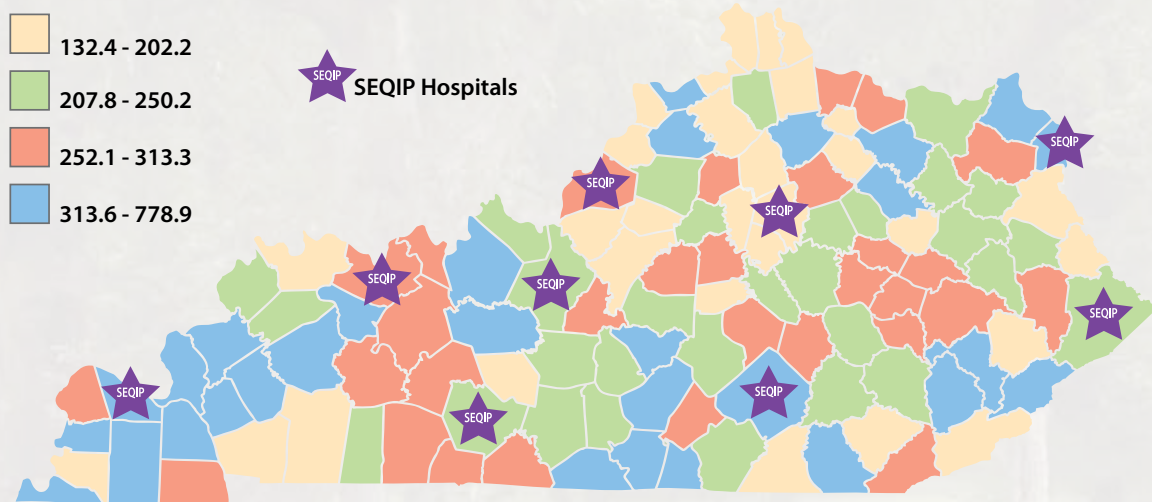 132.4 - 202.2
207.8 - 250.2
252.1 - 313.3
313.6 - 778.9
SEQIP
SEQIP Hospitals
SEQIP
SEQIP
SEQIP
SEQIP
SEQIP
SEQIP
SEQIP
SEQIP
SEQIP